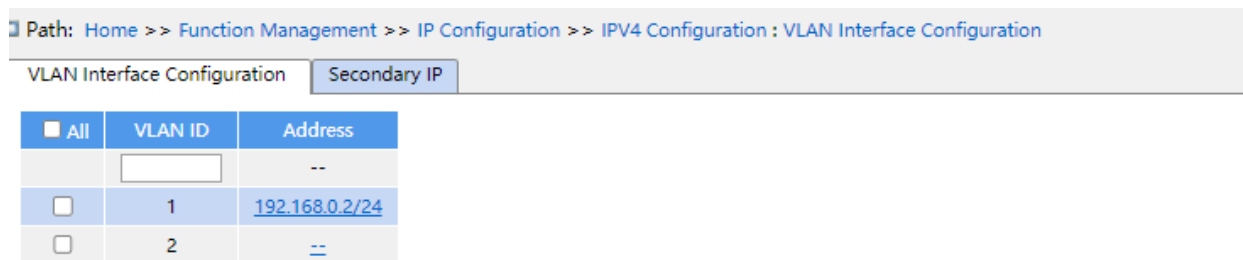 Path: Home >> Function Management >> IP Configuration >> IPV4 Configuration : VLAN Interface Configuration
VLAN Interface Configuration Secondary IP
All VLAN ID Address
--
1 192.168.0.2/24
2 --